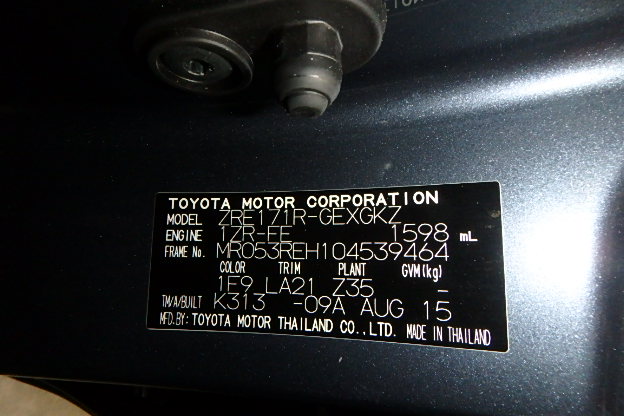 TOYOTA MOTOR CORPORATION
MODEL ZRE171R-GEXGKZ
ENGINE 1ZR-FE 1598 mL
FRAME No. MR053REH104539464
COLOR TRIM PLANT GVM(kg)
1F9 LA21 Z35 -
TM/A/BUILT K313 -09A AUG 15
MFD.BY: TOYOTA MOTOR THAILAND CO.,LTD. MADE IN THAILAND